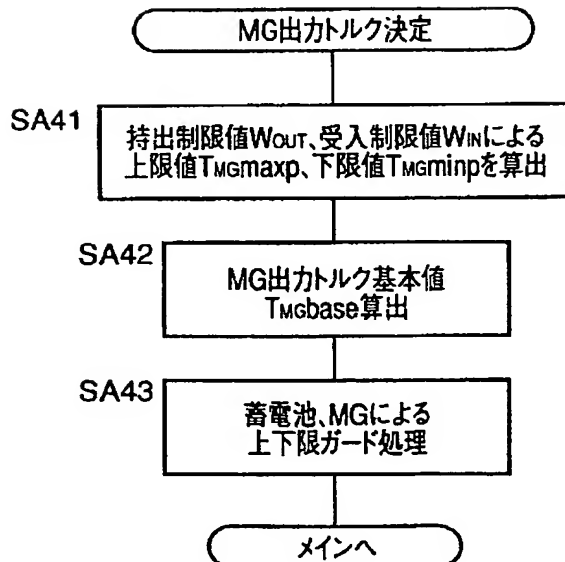 MG出力トルク決定
SA41
持出制限値WOUT、受入制限値WINによる
上限値TMGmaxp、下限値TMGminpを算出
SA42
MG出力トルク基本値
TMGbase算出
SA43
蓄電池、MGによる
上下限ガード処理
メインへ